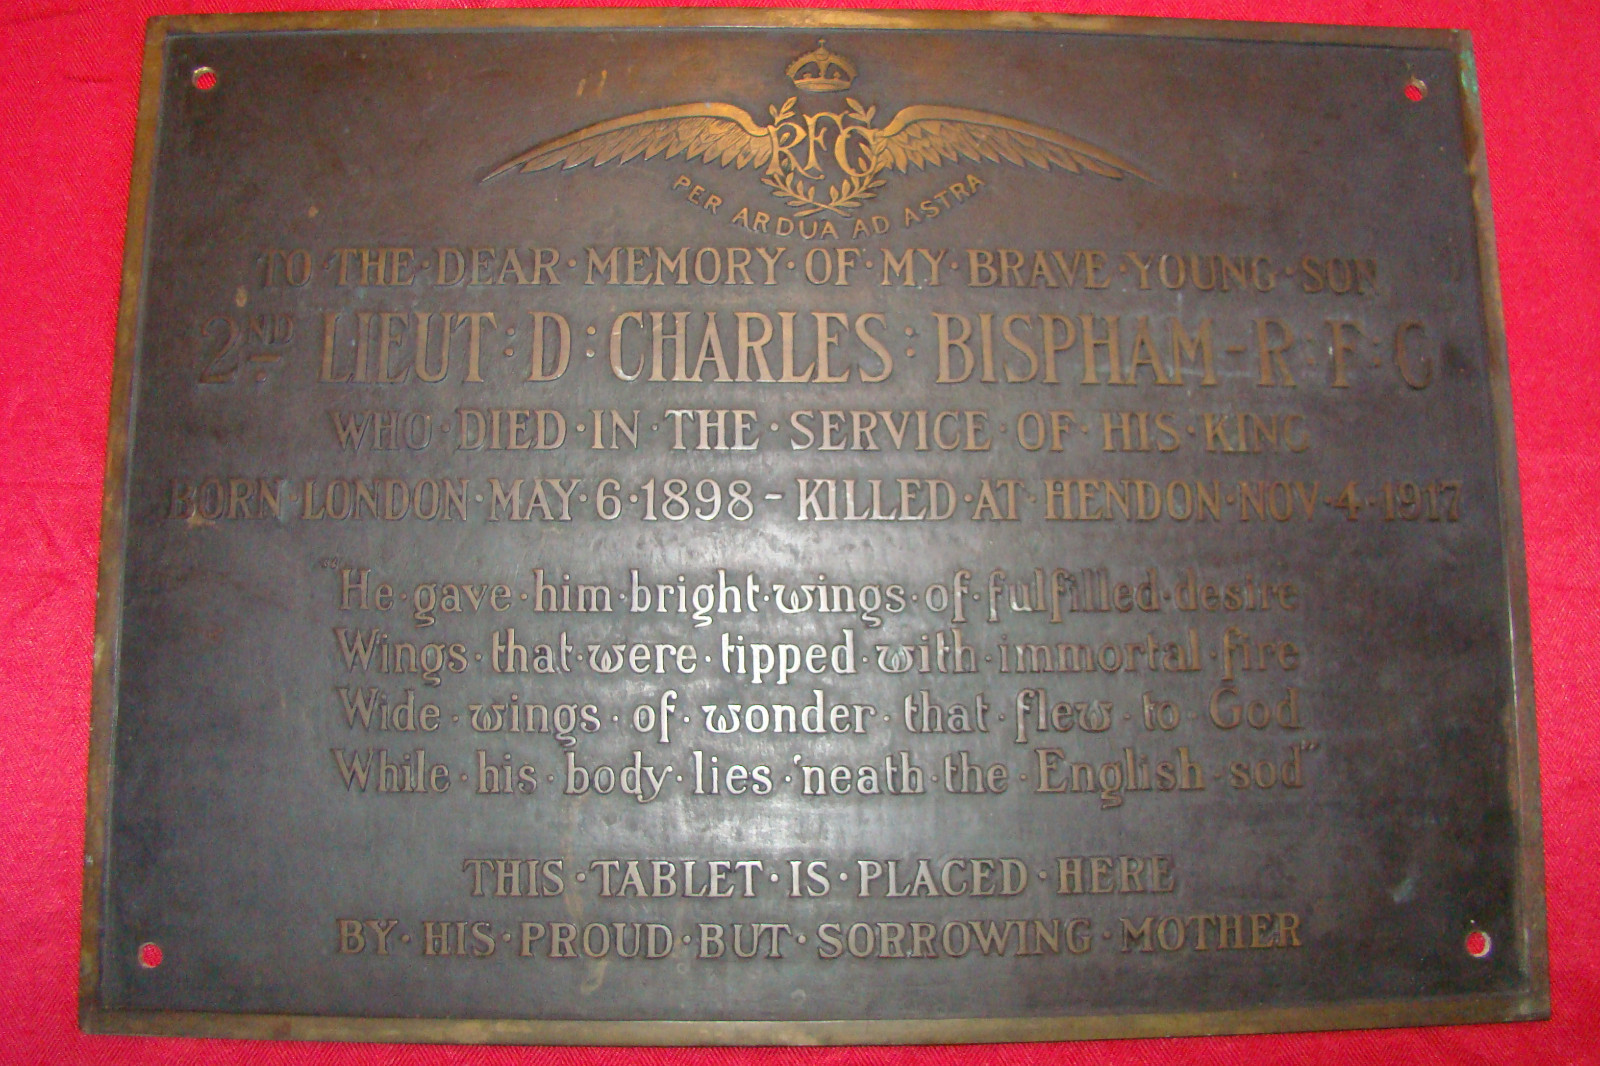 RFC
PER ARDUA AD ASTRA
TO·THE·DEAR·MEMORY·OF·MY·BRAVE·YOUNG·SON
2ND LIEUT:D:CHARLES:BISPHAM-R:F:C
WHO·DIED·IN·THE·SERVICE·OF·HIS·KING
BORN·LONDON·MAY·6·1898-KILLED·AT·HENDON·NOV·4·1917
"He·gave·him·bright·wings·of·fulfilled·desire
Wings·that·were·tipped·with·immortal·fire
Wide·wings·of·wonder·that·flew·to·God
While·his·body·lies·'neath·the·English·sod"
THIS·TABLET·IS·PLACED·HERE
BY·HIS·PROUD·BUT·SORROWING·MOTHER